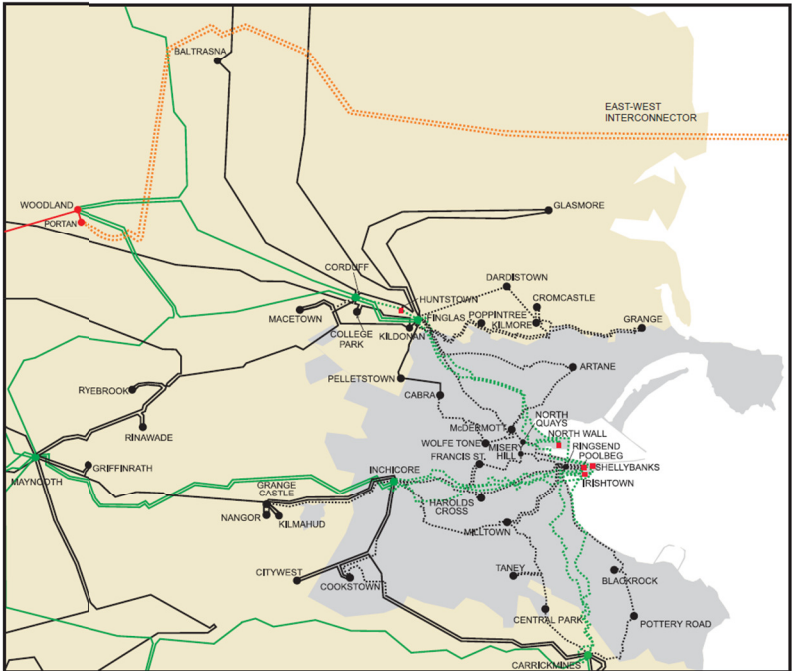 BALTRASNA
EAST-WEST
INTERCONNECTOR
WOODLAND
PORTAN
GLASMORE
CORDUFF
DARDISTOWN
HUNTSTOWN
CROMCASTLE
MACETOWN
FINGLAS
POPPINTREE
KILMORE
GRANGE
COLLEGE
PARK
KILDONAN
PELLETSTOWN
ARTANE
CABRA
RYEBROOK
NORTH
QUAYS
McDERMOTT
NORTH WALL
RINAWADE
WOLFE TONE
MISERY
HILL
RINGSEND
POOLBEG
FRANCIS ST.
SHELLYBANKS
GRIFFINRATH
INCHICORE
IRISHTOWN
MAYNOOTH
GRANGE
CASTLE
HAROLDS
CROSS
NANGOR
KILMAHUD
MILLTOWN
CITYWEST
COOKSTOWN
TANEY
BLACKROCK
CENTRAL PARK
POTTERY ROAD
CARRICKMINES